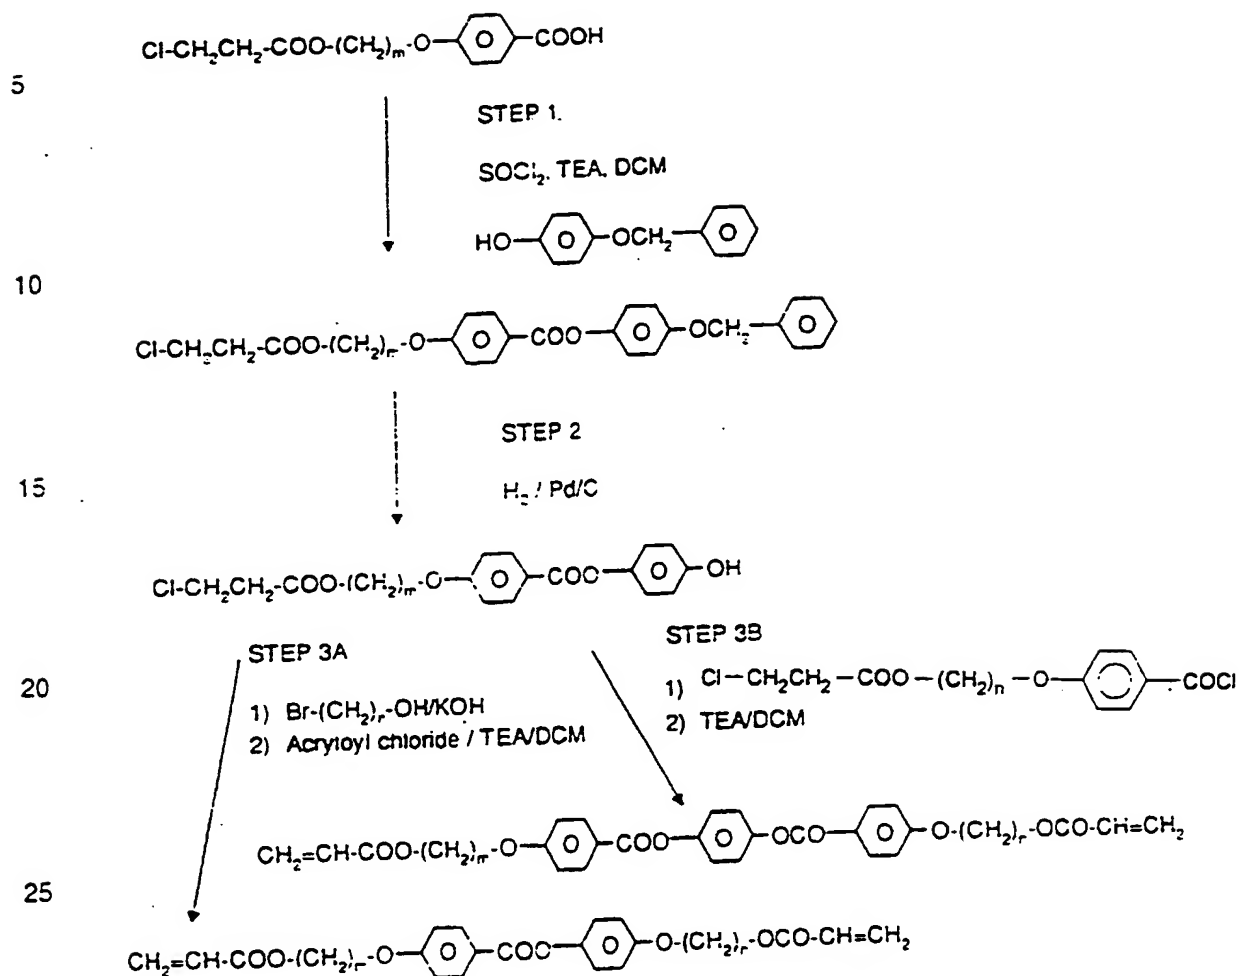 Cl-CH₂CH₂-COO-(CH₂)ₘ-O- -COOH
5
STEP 1.
SOCl₂. TEA. DCM
HO- -OCH₂-
10
Cl-CH₂CH₂-COO-(CH₂)ₘ-O- -COO- -OCH₂-
STEP 2
15
H₂ / Pd/C
Cl-CH₂CH₂-COO-(CH₂)ₘ-O- -COO- -OH
STEP 3A
STEP 3B
20
1) Cl-CH₂CH₂-COO-(CH₂)ₙ-O- -COCl
2) TEA/DCM
1) Br-(CH₂)ᵣ-OH/KOH
2) Acryloyl chloride / TEA/DCM
CH₂=CH-COO-(CH₂)ₘ-O- -COO- -OCO- -O-(CH₂)ᵣ-OCO-CH=CH₂
25
CH₂=CH-COO-(CH₂)ᵣ-O- -COO- -O-(CH₂)ᵣ-OCO-CH=CH₂